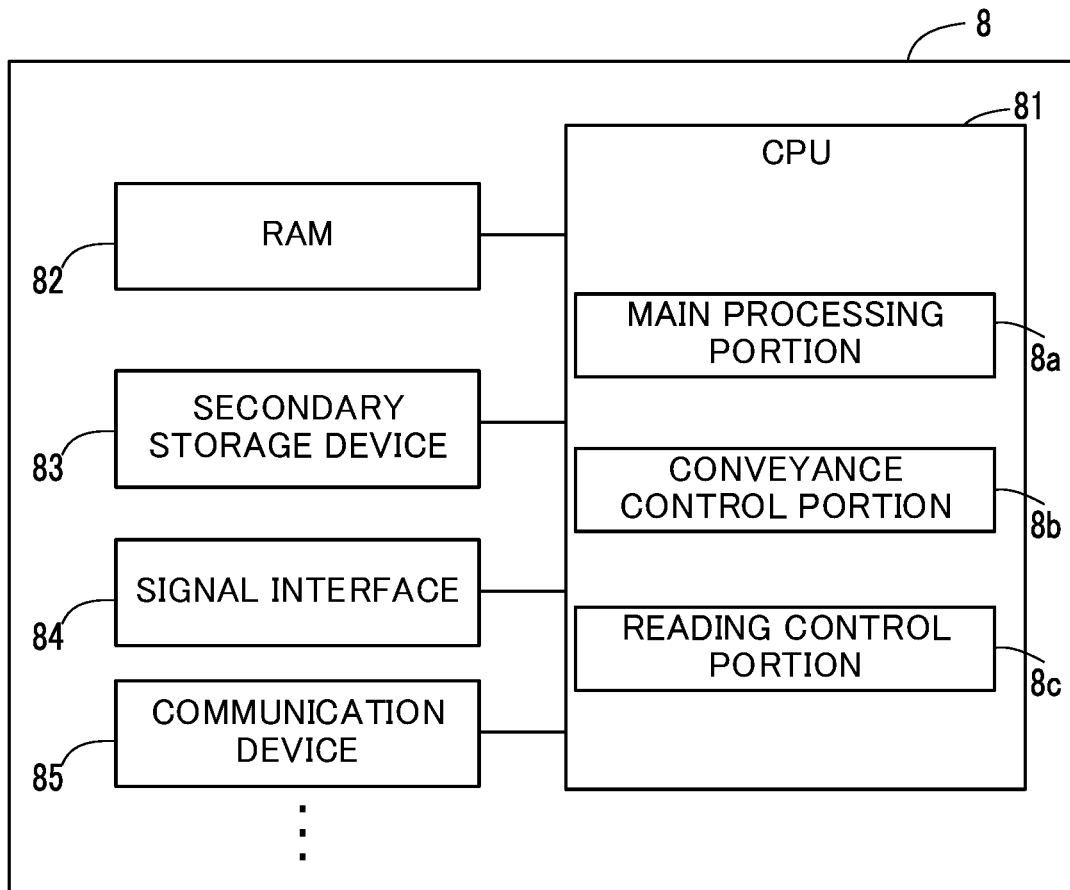 8
81
CPU
RAM
82
MAIN PROCESSING
PORTION
8a
SECONDARY
STORAGE DEVICE
83
CONVEYANCE
CONTROL PORTION
8b
SIGNAL INTERFACE
84
READING CONTROL
PORTION
8c
COMMUNICATION
DEVICE
85